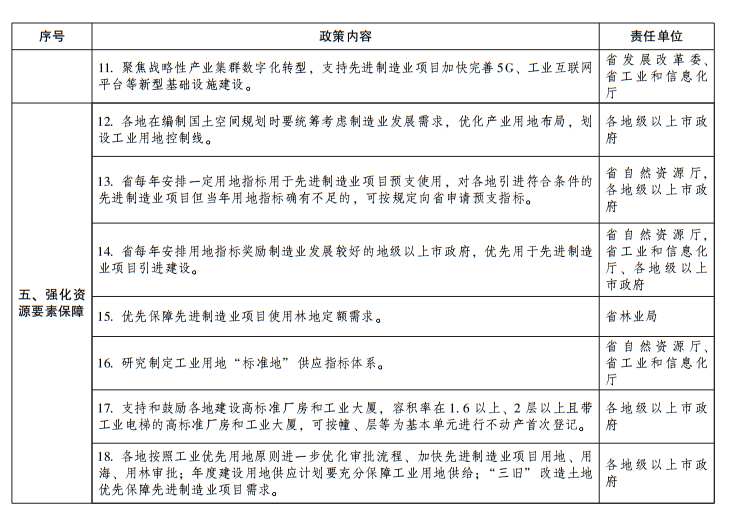 序号
政策内容
责任单位
11. 聚焦战略性产业集群数字化转型，支持先进制造业项目加快完善5G、工业互联网
平台等新型基础设施建设。
省发展改革委、
省工业和信息化
厅
五、强化资
源要素保障
12. 各地在编制国土空间规划时要统筹考虑制造业发展需求，优化产业用地布局，划
设工业用地控制线。
各地级以上市政
府
13. 省每年安排一定用地指标用于先进制造业项目预支使用，对各地引进符合条件的
先进制造业项目但当年用地指标确有不足的，可按规定向省申请预支指标。
省自然资源厅，
各地级以上市政
府
14. 省每年安排用地指标奖励制造业发展较好的地级以上市政府，优先用于先进制造
业项目引进建设。
省自然资源厅，
省工业和信息化
厅、各地级以上
市政府
15. 优先保障先进制造业项目使用林地定额需求。
省林业局
16. 研究制定工业用地“标准地”供应指标体系。
省自然资源厅、
省工业和信息化
厅
17. 支持和鼓励各地建设高标准厂房和工业大厦，容积率在1.6以上、2层以上且带
工业电梯的高标准厂房和工业大厦，可按幢、层等为基本单元进行不动产首次登记。
各地级以上市政
府
18. 各地按照工业优先用地原则进一步优化审批流程、加快先进制造业项目用地、用
海、用林审批；年度建设用地供应计划要充分保障工业用地供给；“三旧”改造土地
优先保障先进制造业项目需求。
各地级以上市政
府